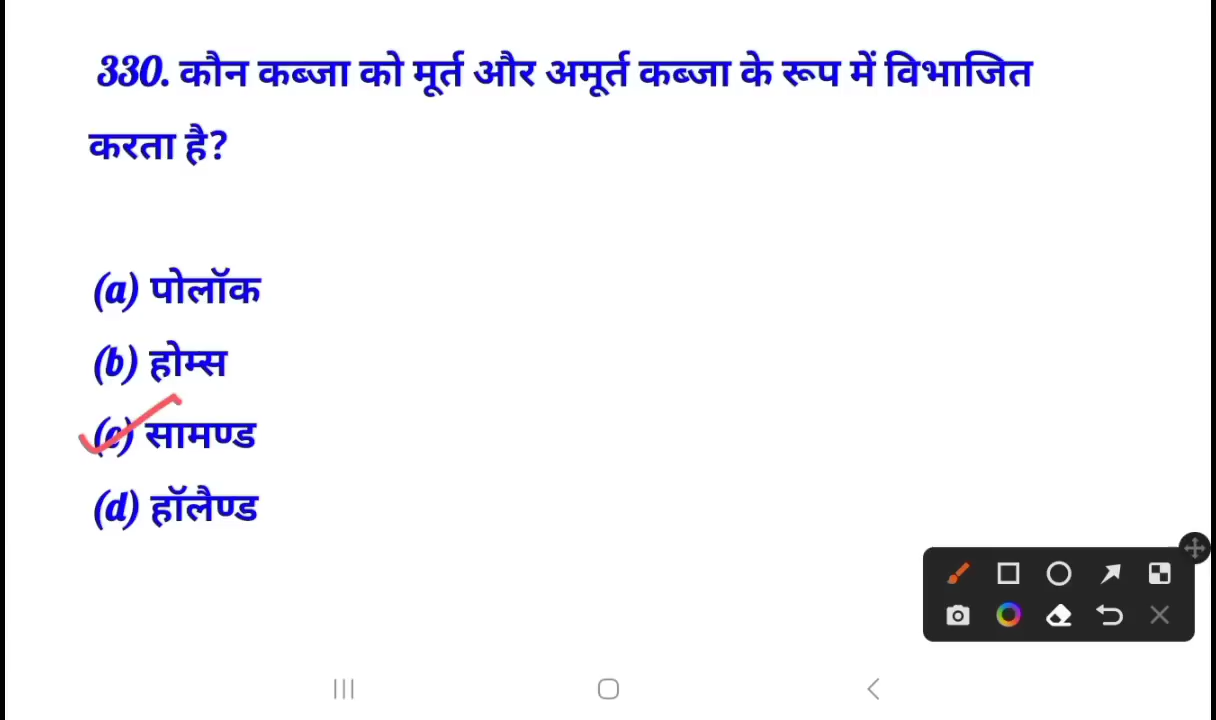 330. कौन कब्जा को मूर्त और अमूर्त कब्जा के रूप में विभाजित
करता है?
(a) पोलॉक
(b) होम्स
(c) सामण्ड
(d) हॉलैण्ड